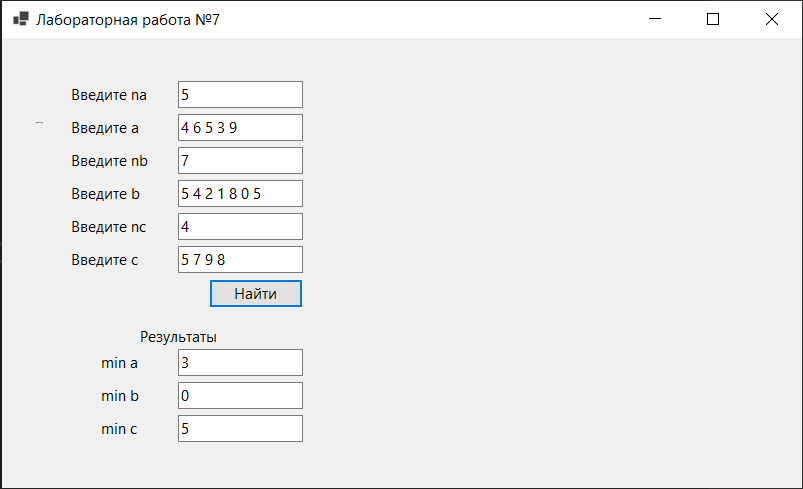 Лабораторная работа №7
Введите na 5
Введите a 4 6 5 3 9
Введите nb 7
Введите b 5 4 2 1 8 0 5
Введите nc 4
Введите c 5 7 9 8
Найти
Результаты
min a 3
min b 0
min c 5